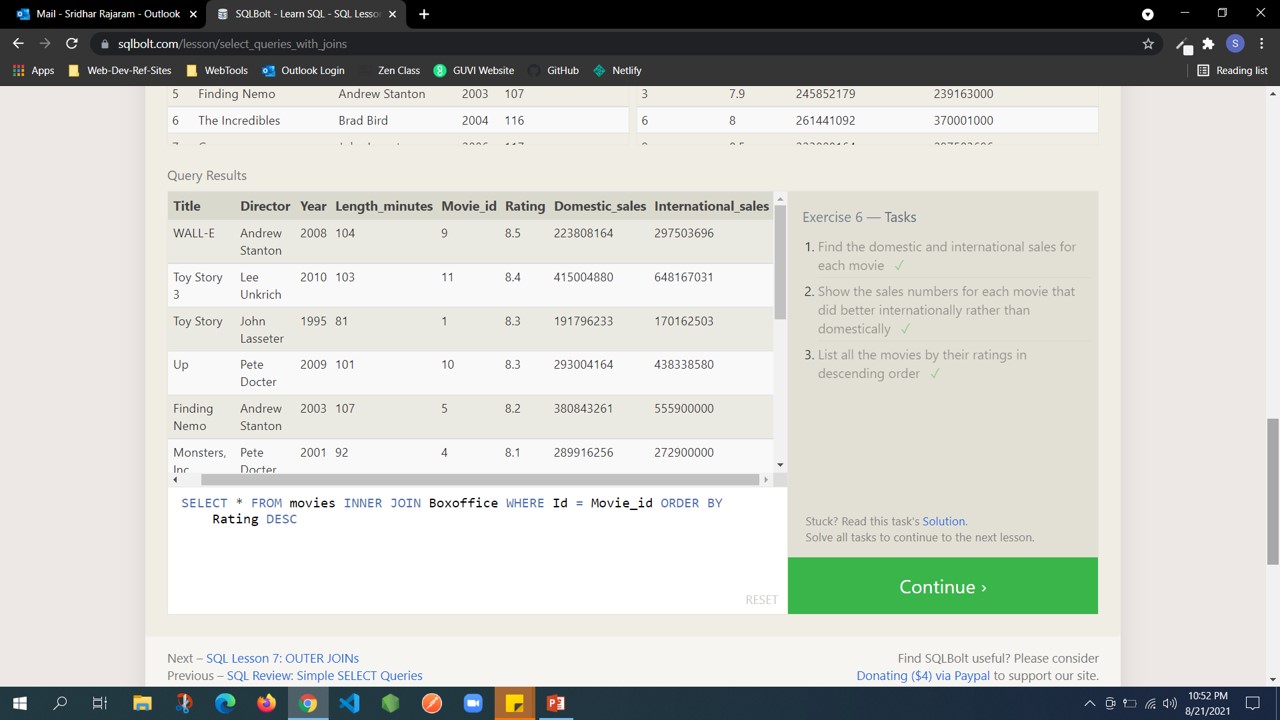 Mail - Sridhar Rajaram - Outlook
SQLBolt - Learn SQL - SQL Lesson
sqlbolt.com/lesson/select_queries_with_joins
S
Apps Web-Dev-Ref-Sites WebTools Outlook Login Zen Class GUVI Website GitHub Netlify Reading list
5 Finding Nemo Andrew Stanton 2003 107 3 7.9 245852179 239163000
6 The Incredibles Brad Bird 2004 116 6 8 261441092 370001000
Query Results
Title Director Year Length_minutes Movie_id Rating Domestic_sales International_sales
WALL-E Andrew Stanton 2008 104 9 8.5 223808164 297503696
Toy Story 3 Lee Unkrich 2010 103 11 8.4 415004880 648167031
Toy Story John Lasseter 1995 81 1 8.3 191796233 170162503
Up Pete Docter 2009 101 10 8.3 293004164 438338580
Finding Nemo Andrew Stanton 2003 107 5 8.2 380843261 555900000
Monsters, Inc Pete Docter 2001 92 4 8.1 289916256 272900000
Exercise 6 — Tasks
1. Find the domestic and international sales for
each movie ✓
2. Show the sales numbers for each movie that
did better internationally rather than
domestically ✓
3. List all the movies by their ratings in
descending order ✓
SELECT * FROM movies INNER JOIN Boxoffice WHERE Id = Movie_id ORDER BY
Rating DESC
RESET
Stuck? Read this task's Solution.
Solve all tasks to continue to the next lesson.
Continue ›
Next – SQL Lesson 7: OUTER JOINs
Previous – SQL Review: Simple SELECT Queries
Find SQLBolt useful? Please consider
Donating ($4) via Paypal to support our site.
10:52 PM
8/21/2021